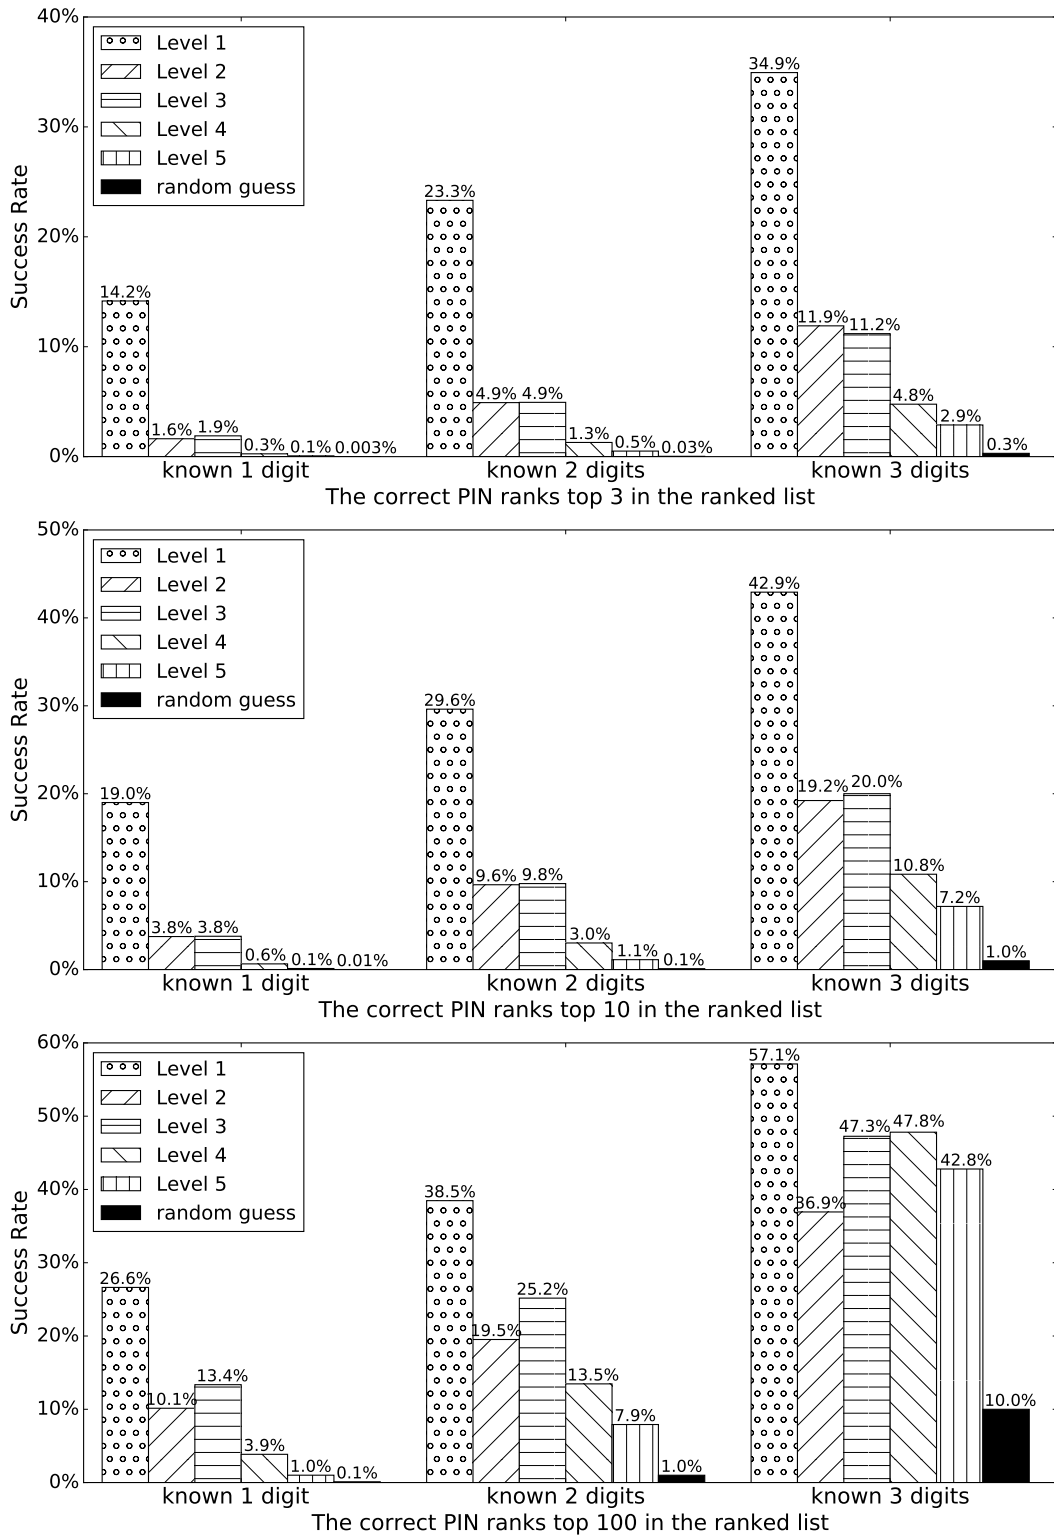 40%
30%
20%
10%
0%
Success Rate
Level 1
Level 2
Level 3
Level 4
Level 5
random guess
14.2%
1.6%
1.9%
0.3%
0.1%
0.003%
23.3%
4.9%
4.9%
1.3%
0.5%
0.03%
34.9%
11.9%
11.2%
4.8%
2.9%
0.3%
known 1 digit
known 2 digits
known 3 digits
The correct PIN ranks top 3 in the ranked list
50%
40%
30%
20%
10%
0%
Success Rate
Level 1
Level 2
Level 3
Level 4
Level 5
random guess
19.0%
3.8%
3.8%
0.6%
0.1%
0.01%
29.6%
9.6%
9.8%
3.0%
1.1%
0.1%
42.9%
19.2%
20.0%
10.8%
7.2%
1.0%
known 1 digit
known 2 digits
known 3 digits
The correct PIN ranks top 10 in the ranked list
60%
50%
40%
30%
20%
10%
0%
Success Rate
Level 1
Level 2
Level 3
Level 4
Level 5
random guess
26.6%
10.1%
13.4%
3.9%
1.0%
0.1%
38.5%
19.5%
25.2%
13.5%
7.9%
1.0%
57.1%
36.9%
47.3%
47.8%
42.8%
10.0%
known 1 digit
known 2 digits
known 3 digits
The correct PIN ranks top 100 in the ranked list